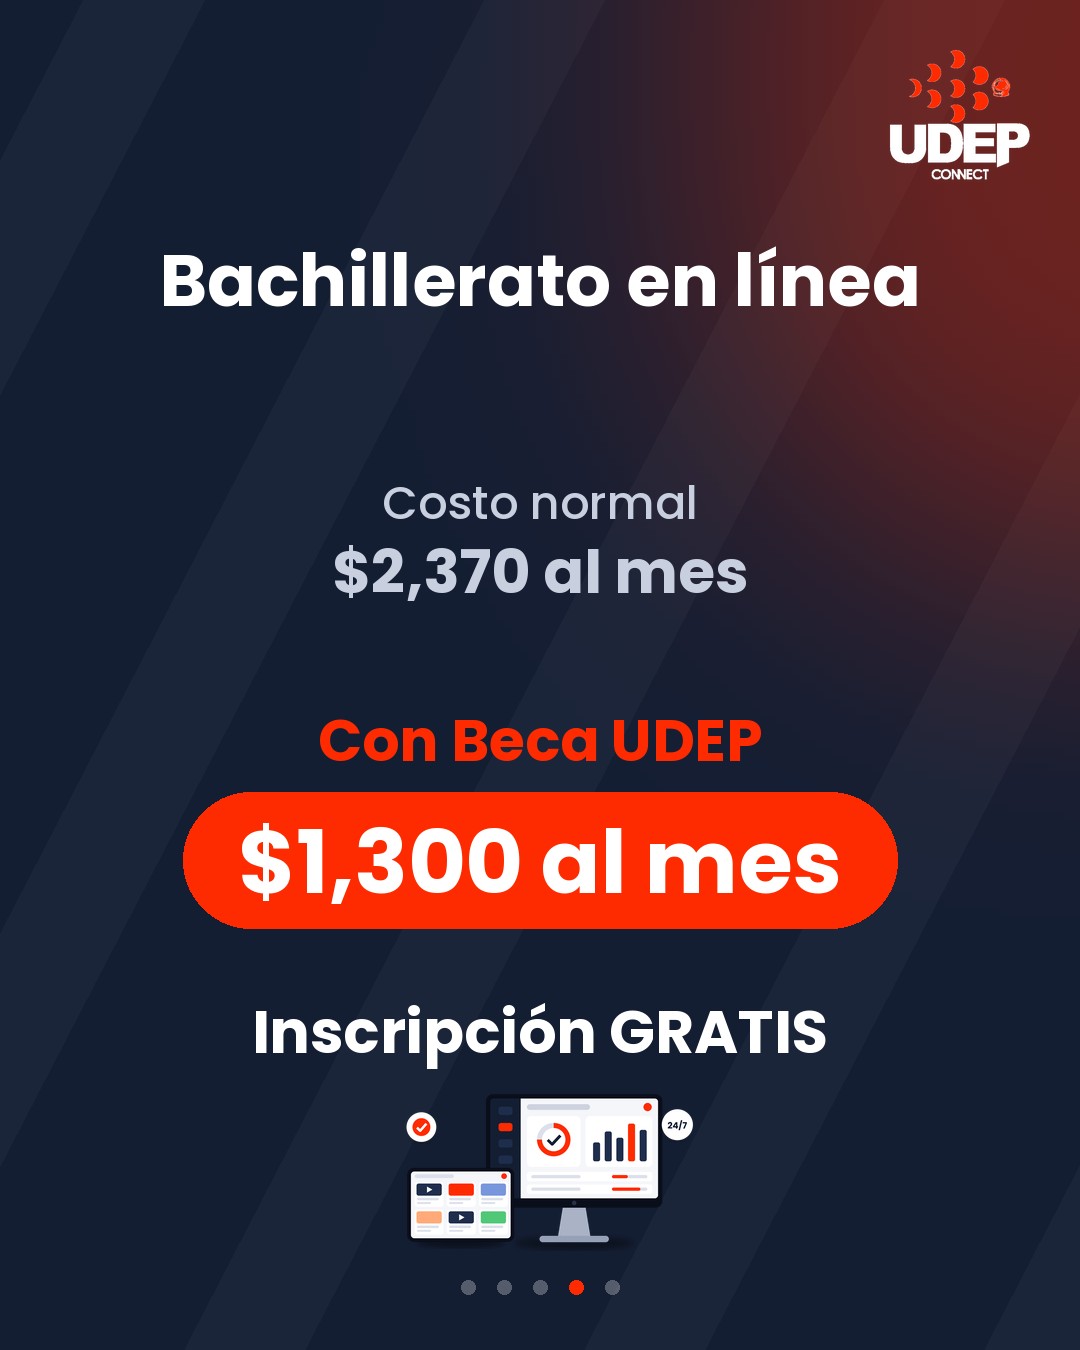 UDEP
CONNECT
Bachillerato en línea
Costo normal
$2,370 al mes
Con Beca UDEP
$1,300 al mes
Inscripción GRATIS
24/7